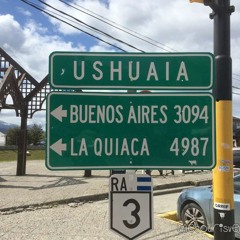 USHUAIA
BUENOS AIRES 3094
LA QUIACA 4987
RA
3